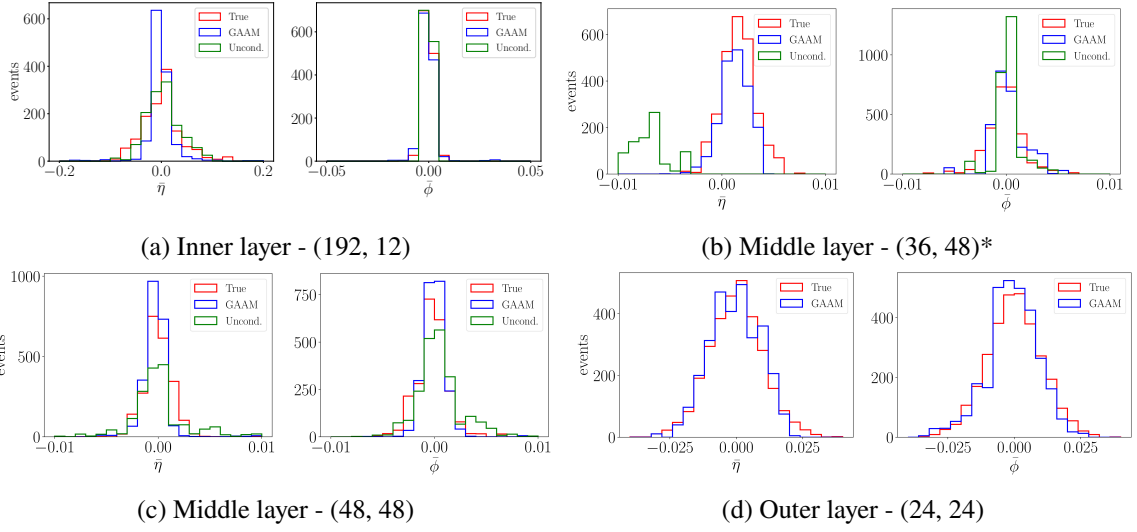 True
GAAM
Uncond.
events
600
400
200
0
−0.2
0.0
0.2
η̄
True
GAAM
Uncond.
600
400
200
0
−0.05
0.00
0.05
ϕ̄
(a) Inner layer - (192, 12)
True
GAAM
Uncond.
events
600
400
200
0
−0.01
0.00
0.01
η̄
True
GAAM
Uncond.
1000
500
0
−0.01
0.00
0.01
ϕ̄
(b) Middle layer - (36, 48)*
True
GAAM
Uncond.
events
1000
500
0
−0.01
0.00
0.01
η̄
True
GAAM
Uncond.
750
500
250
0
−0.01
0.00
0.01
ϕ̄
(c) Middle layer - (48, 48)
True
GAAM
events
400
200
0
−0.025
0.000
0.025
η̄
True
GAAM
400
200
0
−0.025
0.000
0.025
ϕ̄
(d) Outer layer - (24, 24)